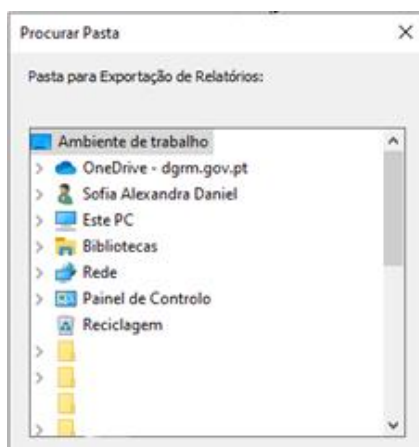 Procurar Pasta
Pasta para Exportação de Relatórios:
Ambiente de trabalho
OneDrive - dgrm.gov.pt
Sofia Alexandra Daniel
Este PC
Bibliotecas
Rede
Painel de Controlo
Reciclagem